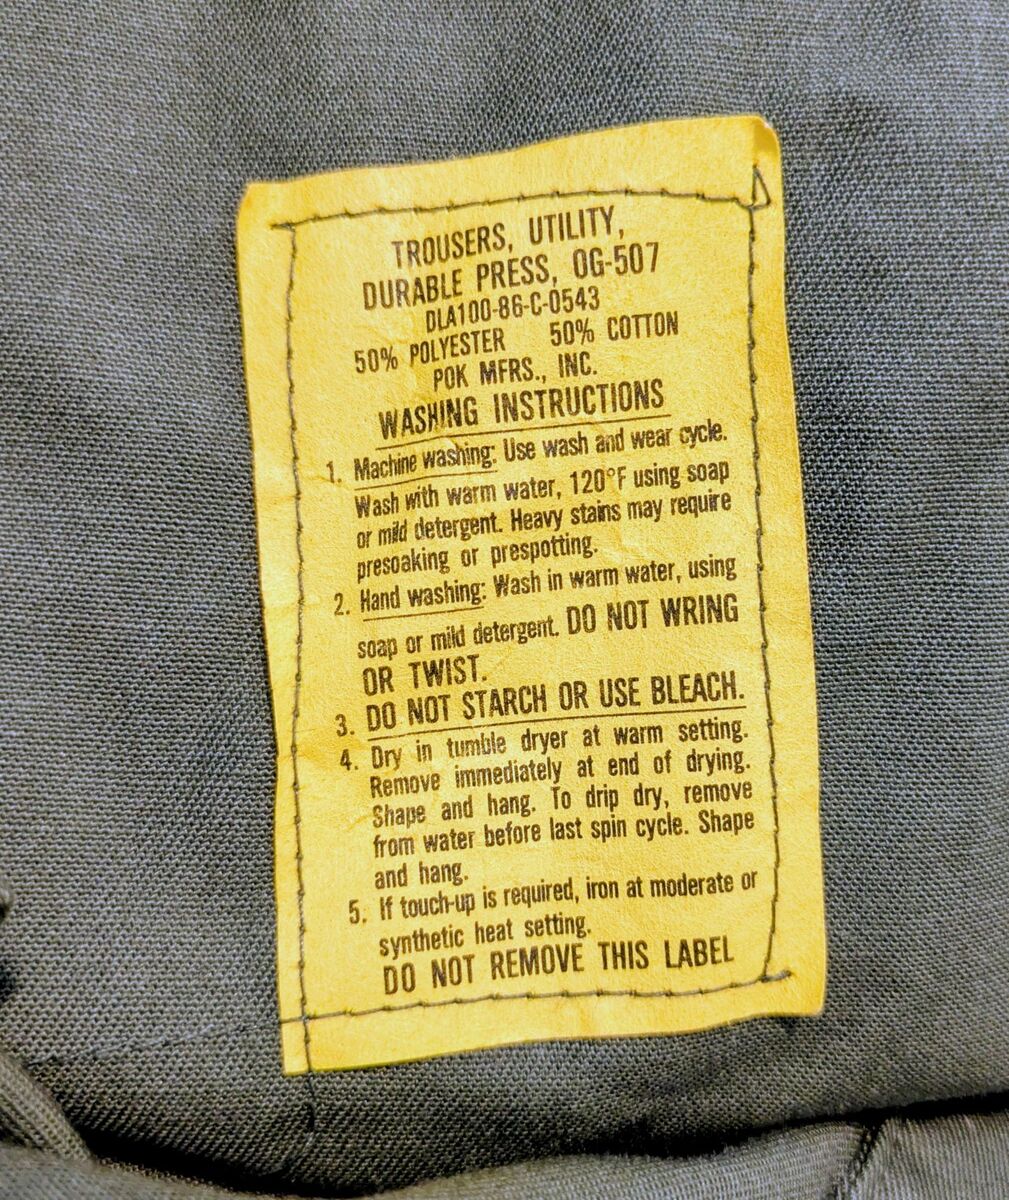 TROUSERS, UTILITY,
DURABLE PRESS, OG-507
DLA100-86-C-0543
50% POLYESTER 50% COTTON
POK MFRS., INC.
WASHING INSTRUCTIONS
1. Machine washing: Use wash and wear cycle.
Wash with warm water, 120°F using soap
or mild detergent. Heavy stains may require
presoaking or prespotting.
2. Hand washing: Wash in warm water, using
soap or mild detergent. DO NOT WRING
OR TWIST.
3. DO NOT STARCH OR USE BLEACH.
4. Dry in tumble dryer at warm setting.
Remove immediately at end of drying.
Shape and hang. To drip dry, remove
from water before last spin cycle. Shape
and hang.
5. If touch-up is required, iron at moderate or
synthetic heat setting.
DO NOT REMOVE THIS LABEL